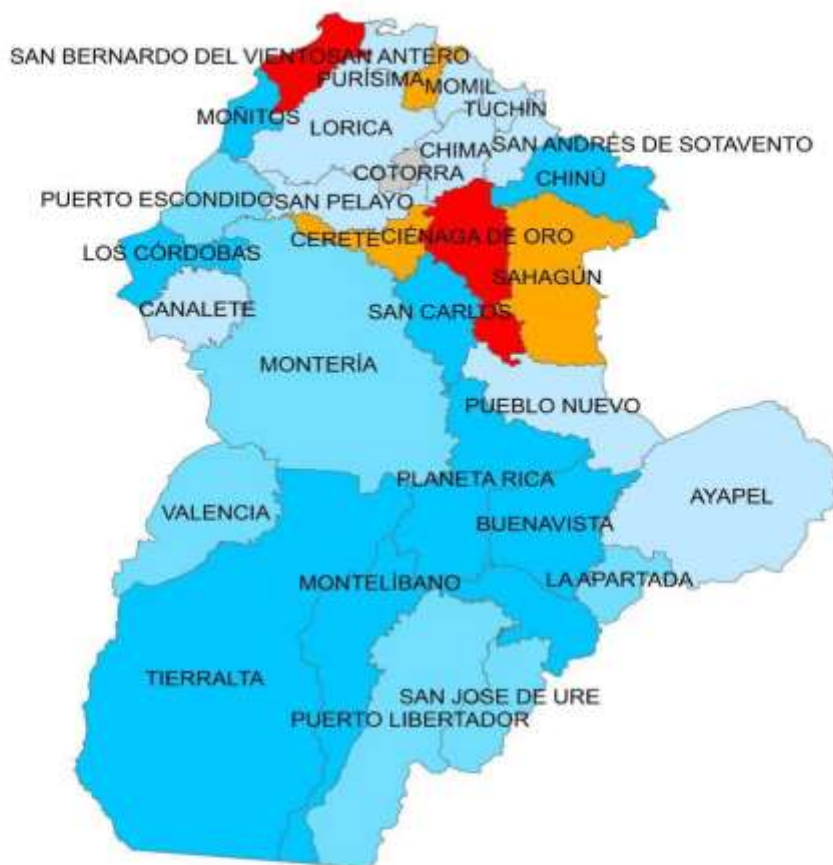 SAN BERNARDO DEL VIENTO
SAN ANTERO
PURÍSIMA
MOMIL
TUCHÍN
MOÑITOS
LORICA
SAN ANDRÉS DE SOTAVENTO
CHIMA
COTORRA
CHINÚ
PUERTO ESCONDIDO
SAN PELAYO
CERETE
CIÉNAGA DE ORO
LOS CÓRDOBAS
SAHAGÚN
CANALETE
SAN CARLOS
MONTERÍA
PUEBLO NUEVO
PLANETA RICA
AYAPEL
VALENCIA
BUENAVISTA
MONTELÍBANO
LA APARTADA
TIERRALTA
SAN JOSE DE URE
PUERTO LIBERTADOR